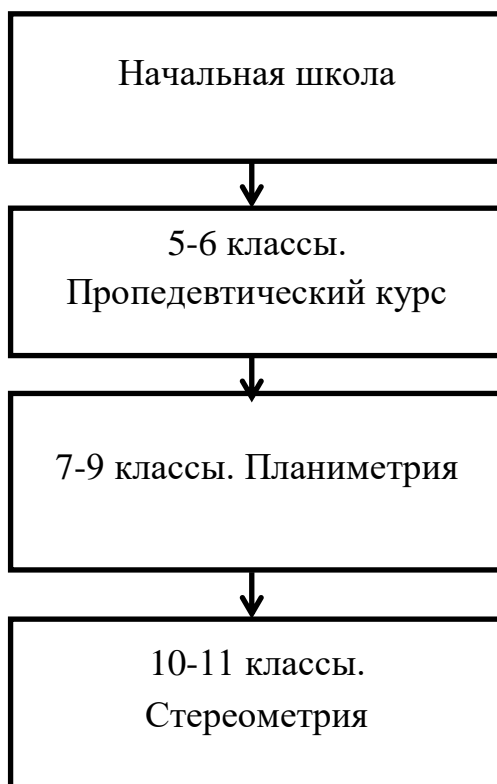 Начальная школа
5-6 классы.
Пропедевтический курс
7-9 классы. Планиметрия
10-11 классы.
Стереометрия